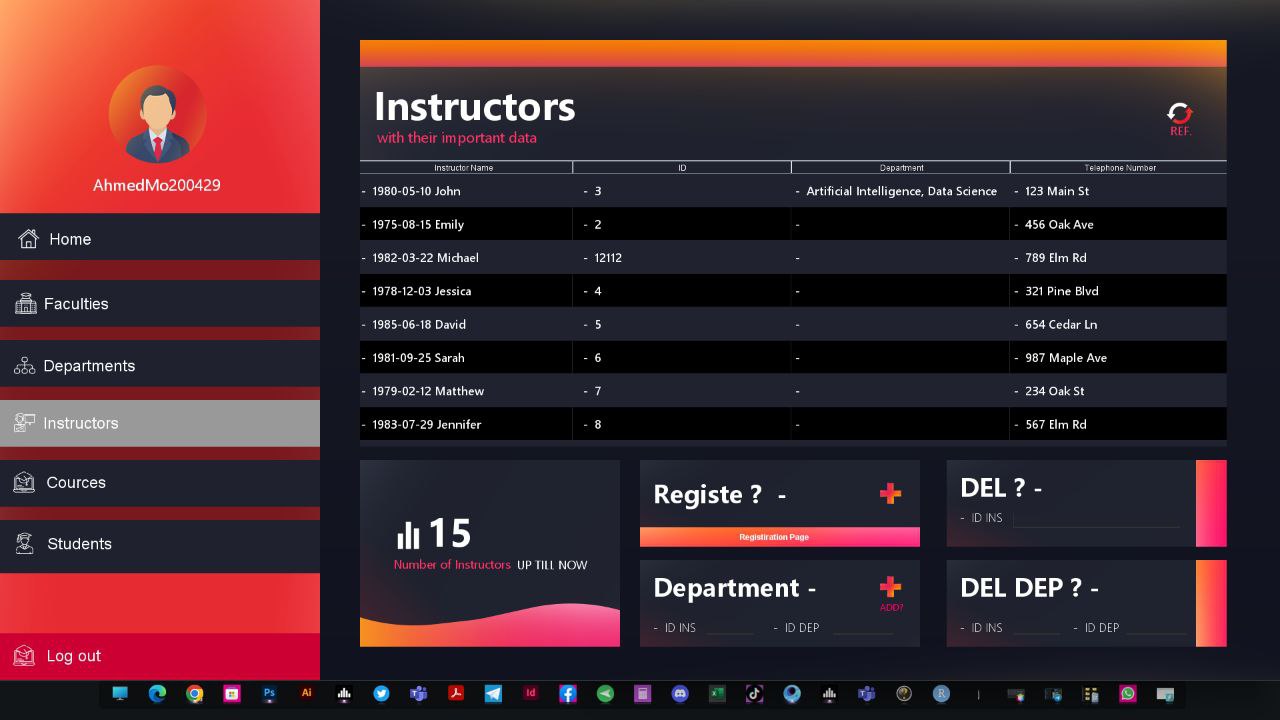 AhmedMo200429
Home
Faculties
Departments
Instructors
Cources
Students
Log out
Instructors
with their important data
REF.
Instructor Name ID Department Telephone Number
- 1980-05-10 John - 3 - Artificial Intelligence, Data Science - 123 Main St
- 1975-08-15 Emily - 2 - - 456 Oak Ave
- 1982-03-22 Michael - 12112 - - 789 Elm Rd
- 1978-12-03 Jessica - 4 - - 321 Pine Blvd
- 1985-06-18 David - 5 - - 654 Cedar Ln
- 1981-09-25 Sarah - 6 - - 987 Maple Ave
- 1979-02-12 Matthew - 7 - - 234 Oak St
- 1983-07-29 Jennifer - 8 - - 567 Elm Rd
15
Number of Instructors UP TILL NOW
Registe ? -
Registiration Page
DEL ? -
- ID INS
Department -
ADD?
- ID INS - ID DEP
DEL DEP ? -
- ID INS - ID DEP
Ps Ai Id R